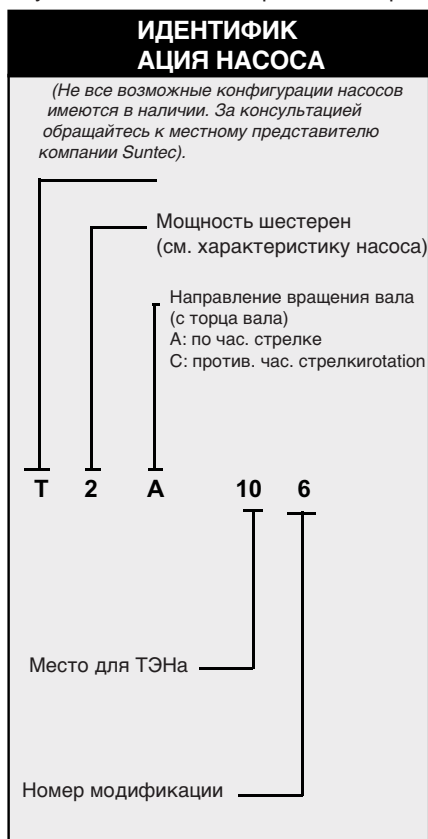 ИДЕНТИФИК
АЦИЯ НАСОСА
(Не все возможные конфигурации насосов
имеются в наличии. За консультацией
обращайтесь к местному представителю
компании Suntec).
Мощность шестерен
(см. характеристику насоса)
Направление вращения вала
(с торца вала)
A: по час. стрелке
C: против. час. стрелкиrotation
T 2 A 10 6
Место для ТЭНа
Номер модификации